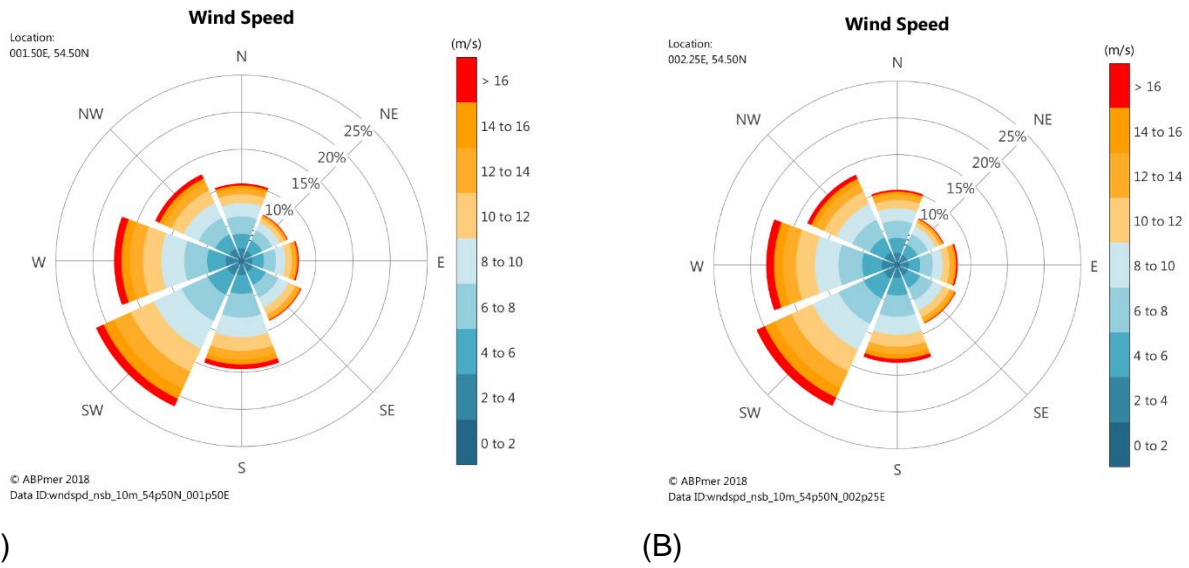 Wind Speed
Location:
001.50E, 54.50N
(m/s)
N
NE
E
SE
S
SW
W
NW
25%
20%
15%
10%
> 16
14 to 16
12 to 14
10 to 12
8 to 10
6 to 8
4 to 6
2 to 4
0 to 2
© ABPmer 2018
Data ID:wndspd_nsb_10m_54p50N_001p50E
)
Wind Speed
Location:
002.25E, 54.50N
(m/s)
N
NE
E
SE
S
SW
W
NW
25%
20%
15%
10%
> 16
14 to 16
12 to 14
10 to 12
8 to 10
6 to 8
4 to 6
2 to 4
0 to 2
© ABPmer 2018
Data ID:wndspd_nsb_10m_54p50N_002p25E
(B)